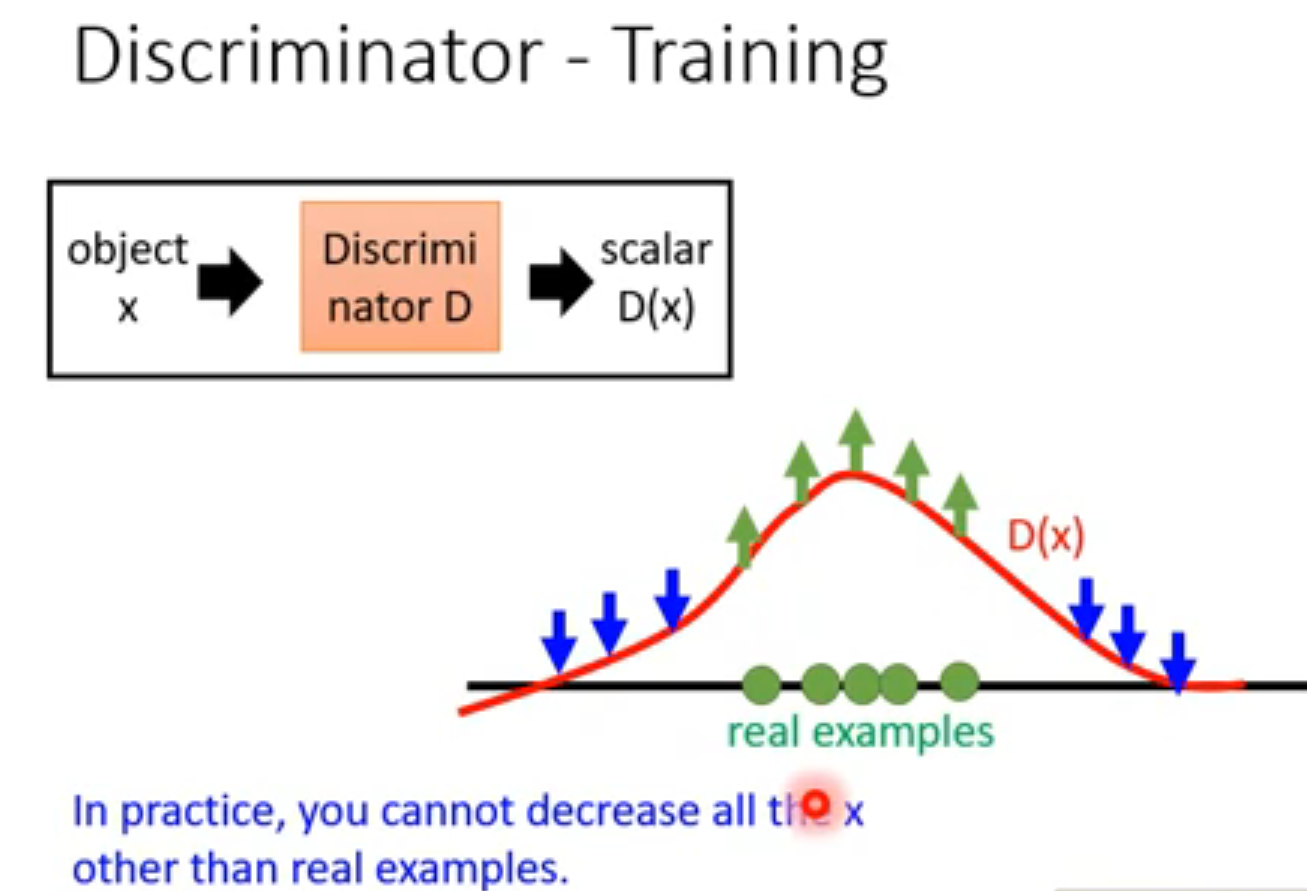 Discriminator - Training
object
x
Discrimi
nator D
scalar
D(x)
D(x)
real examples
In practice, you cannot decrease all the x
other than real examples.